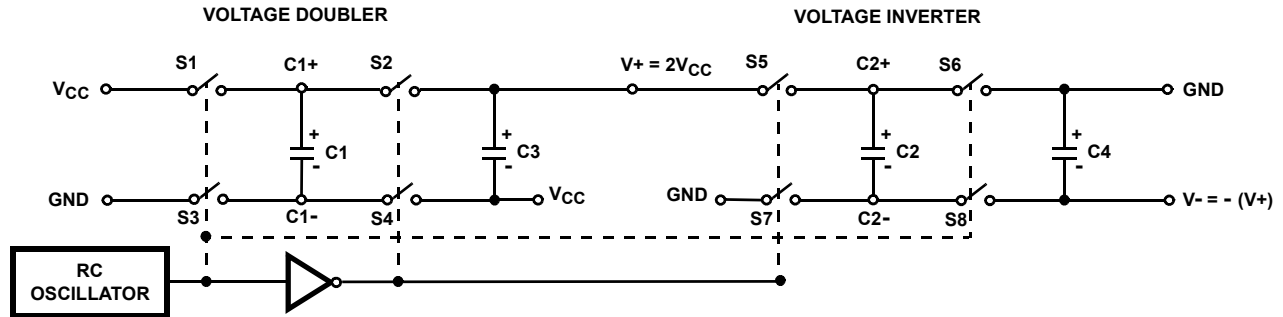 VOLTAGE DOUBLER
VOLTAGE INVERTER
S1 C1+ S2 V+ = 2VCC S5 C2+ S6
VCC GND
+ + + +
C1 C3 C2 C4
- - - -
GND VCC GND V- = - (V+)
S3 C1- S4 S7 C2- S8
RC
OSCILLATOR